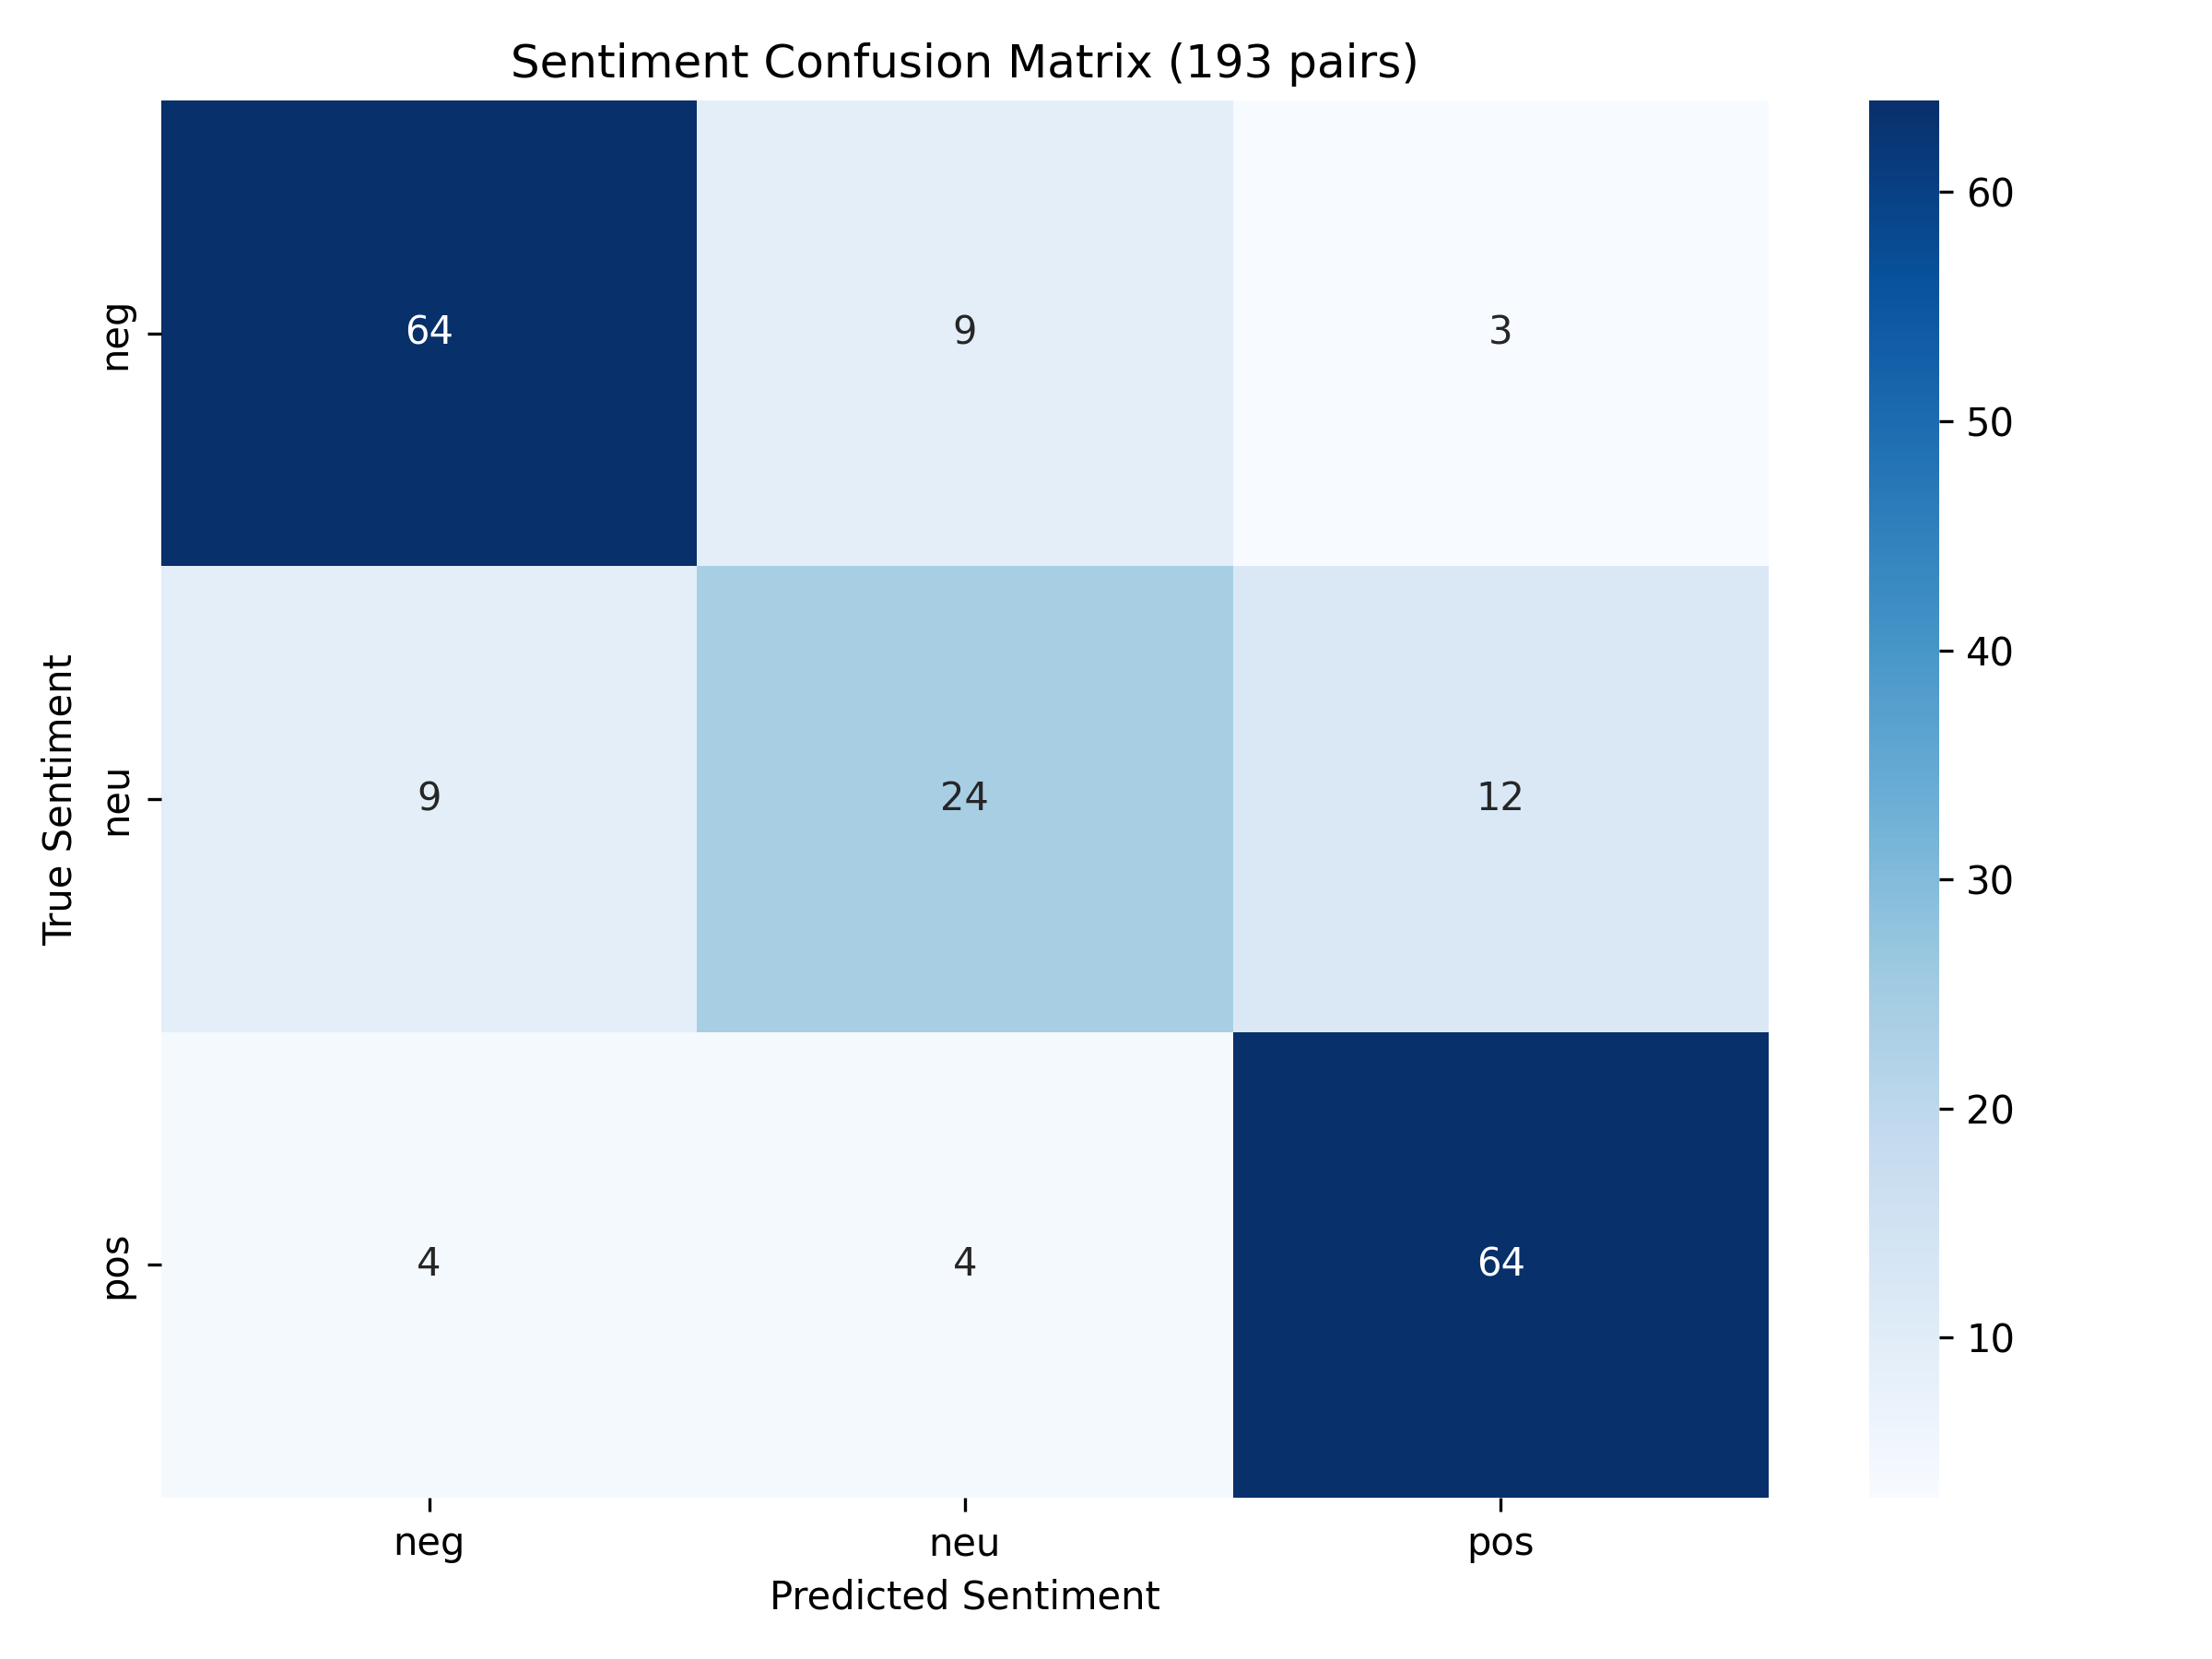 Sentiment Confusion Matrix (193 pairs)
True Sentiment
neg
64
9
3
neu
9
24
12
pos
4
4
64
neg
neu
pos
Predicted Sentiment
60
50
40
30
20
10